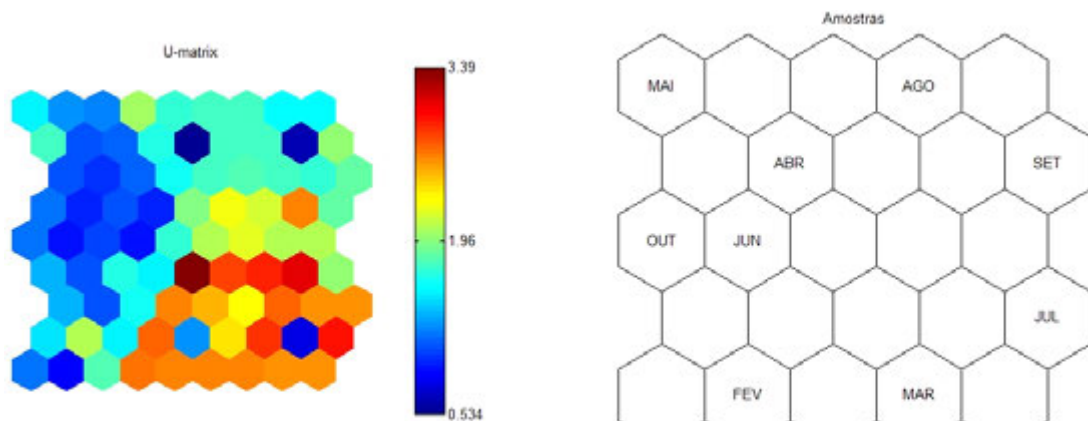 U-matrix
3.39
1.96
0.534
Amostras
MAI
AGO
ABR
SET
OUT
JUN
JUL
FEV
MAR